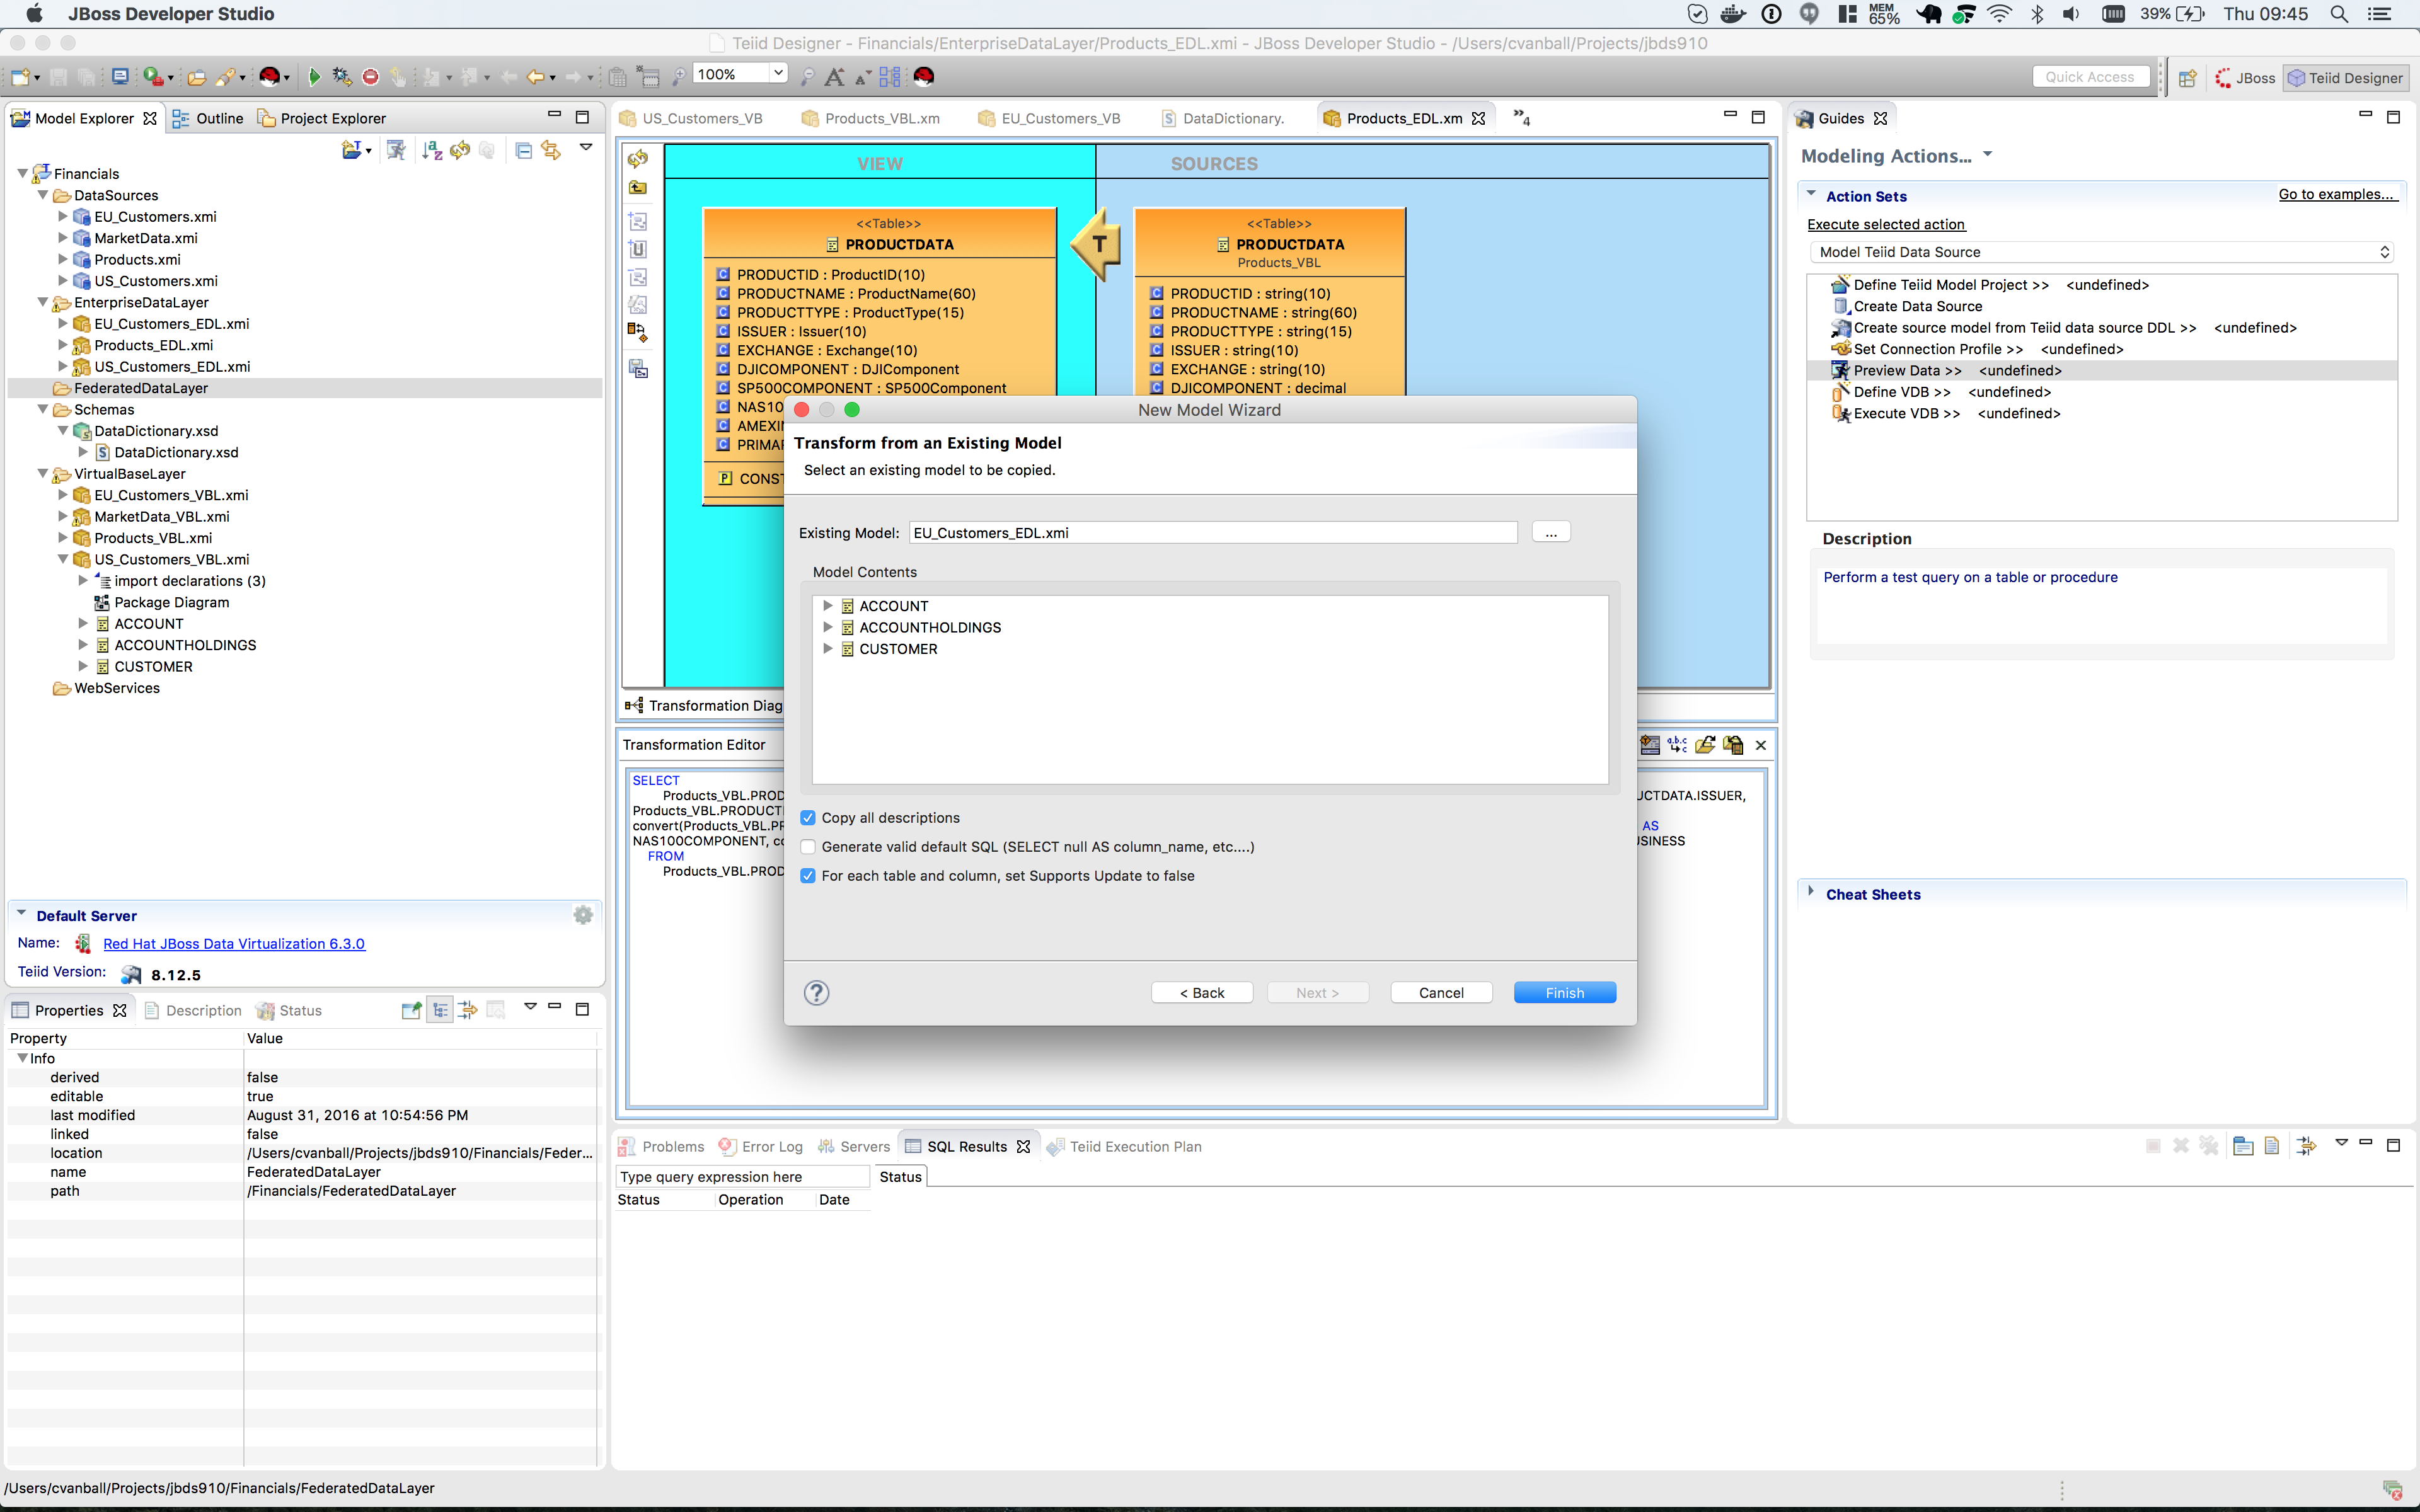 JBoss Developer Studio
MEM 65%
39%
Thu 09:45
Teiid Designer - Financials/EnterpriseDataLayer/Products_EDL.xmi - JBoss Developer Studio - /Users/cvanball/Projects/jbds910
100%
Quick Access
JBoss
Teiid Designer
Model Explorer
Outline
Project Explorer
Financials
DataSources
EU_Customers.xmi
MarketData.xmi
Products.xmi
US_Customers.xmi
EnterpriseDataLayer
EU_Customers_EDL.xmi
Products_EDL.xmi
US_Customers_EDL.xmi
FederatedDataLayer
Schemas
DataDictionary.xsd
DataDictionary.xsd
VirtualBaseLayer
EU_Customers_VBL.xmi
MarketData_VBL.xmi
Products_VBL.xmi
US_Customers_VBL.xmi
import declarations (3)
Package Diagram
ACCOUNT
ACCOUNTHOLDINGS
CUSTOMER
WebServices
Default Server
Name: Red Hat JBoss Data Virtualization 6.3.0
Teiid Version: 8.12.5
Properties
Description
Status
Property Value
Info
derived false
editable true
last modified August 31, 2016 at 10:54:56 PM
linked false
location /Users/cvanball/Projects/jbds910/Financials/Feder...
name FederatedDataLayer
path /Financials/FederatedDataLayer
US_Customers_VB
Products_VBL.xm
EU_Customers_VB
DataDictionary.
Products_EDL.xm
»4
VIEW
SOURCES
<<Table>>
PRODUCTDATA
PRODUCTID : ProductID(10)
PRODUCTNAME : ProductName(60)
PRODUCTTYPE : ProductType(15)
ISSUER : Issuer(10)
EXCHANGE : Exchange(10)
DJICOMPONENT : DJIComponent
SP500COMPONENT : SP500Component
NAS10
AMEXIN
PRIMAR
CONST
T
<<Table>>
PRODUCTDATA
Products_VBL
PRODUCTID : string(10)
PRODUCTNAME : string(60)
PRODUCTTYPE : string(15)
ISSUER : string(10)
EXCHANGE : string(10)
DJICOMPONENT : decimal
Transformation Diag
Transformation Editor
SELECT
Products_VBL.PROD
UCTDATA.ISSUER,
Products_VBL.PRODUCTI
convert(Products_VBL.PR
AS
NAS100COMPONENT, co
USINESS
FROM
Products_VBL.PROD
New Model Wizard
Transform from an Existing Model
Select an existing model to be copied.
Existing Model: EU_Customers_EDL.xmi
...
Model Contents
ACCOUNT
ACCOUNTHOLDINGS
CUSTOMER
Copy all descriptions
Generate valid default SQL (SELECT null AS column_name, etc....)
For each table and column, set Supports Update to false
?
< Back
Next >
Cancel
Finish
Problems
Error Log
Servers
SQL Results
Teiid Execution Plan
Type query expression here
Status
Status Operation Date
Guides
Modeling Actions...
Action Sets
Go to examples...
Execute selected action
Model Teiid Data Source
Define Teiid Model Project >> <undefined>
Create Data Source
Create source model from Teiid data source DDL >> <undefined>
Set Connection Profile >> <undefined>
Preview Data >> <undefined>
Define VDB >> <undefined>
Execute VDB >> <undefined>
Description
Perform a test query on a table or procedure
Cheat Sheets
/Users/cvanball/Projects/jbds910/Financials/FederatedDataLayer